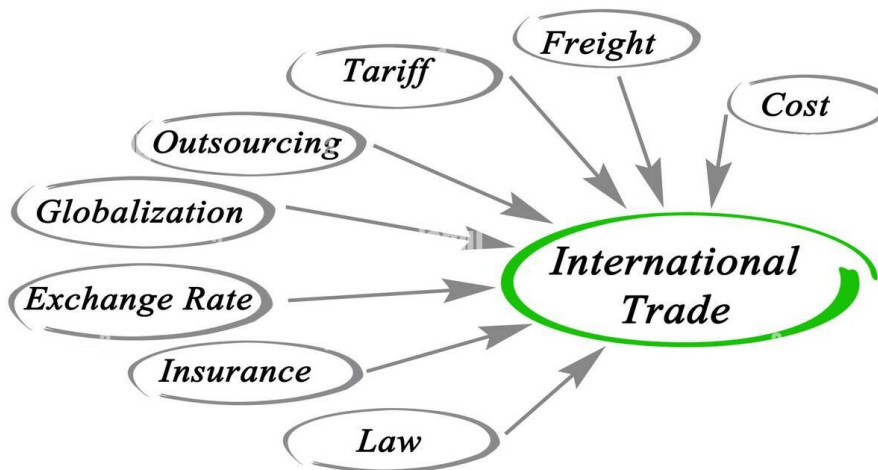 Freight
Tariff
Cost
Outsourcing
Globalization
International
Trade
Exchange Rate
Insurance
Law